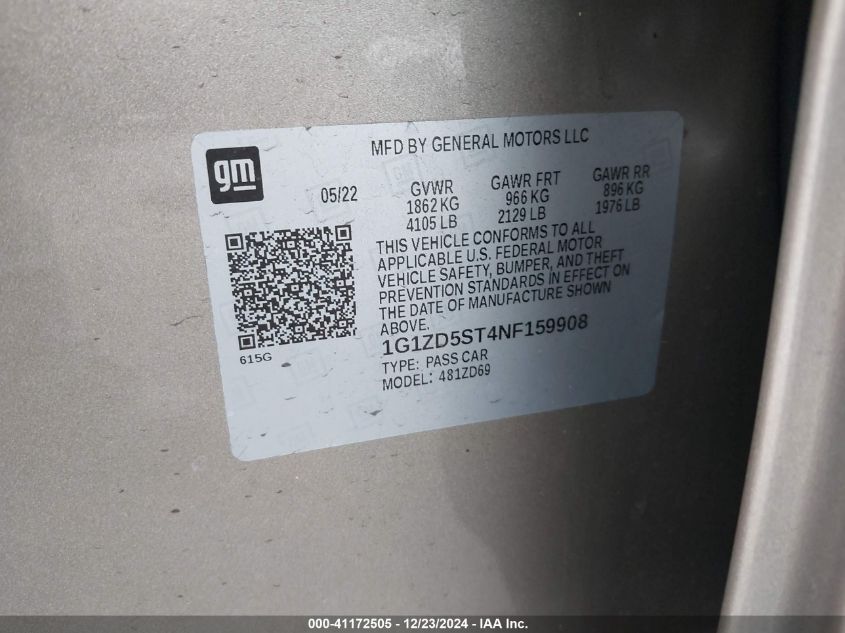 MFD BY GENERAL MOTORS LLC
gm
05/22
GVWR GAWR FRT GAWR RR
1862 KG 966 KG 896 KG
4105 LB 2129 LB 1976 LB
THIS VEHICLE CONFORMS TO ALL
APPLICABLE U.S. FEDERAL MOTOR
VEHICLE SAFETY, BUMPER, AND THEFT
PREVENTION STANDARDS IN EFFECT ON
THE DATE OF MANUFACTURE SHOWN
ABOVE.
1G1ZD5ST4NF159908
615G
TYPE: PASS CAR
MODEL: 481ZD69
000-41172505 - 12/23/2024 - IAA Inc.